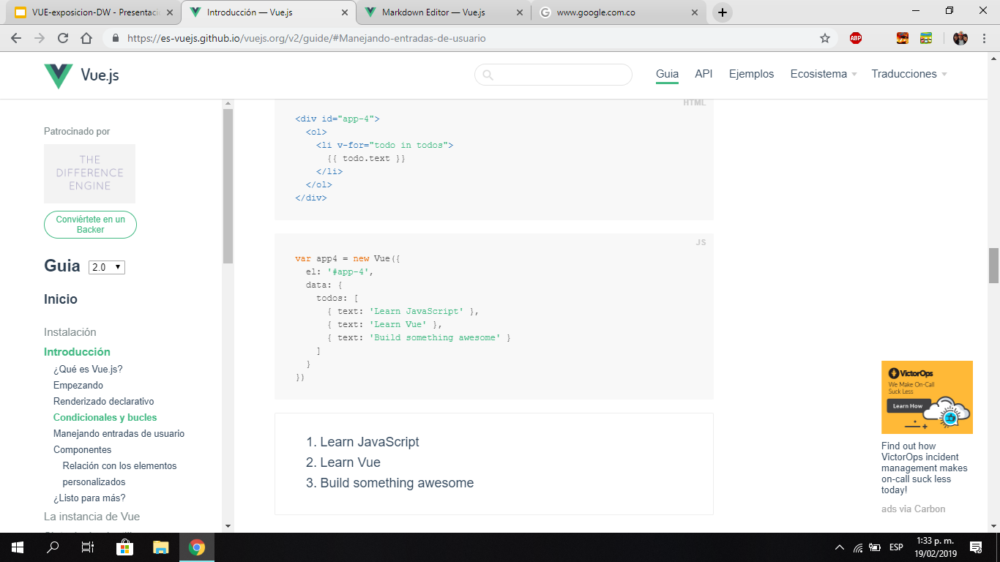 VUE-exposicion-DW - Presentaci
Introducción — Vue.js
Markdown Editor — Vue.js
www.google.com.co
https://es-vuejs.github.io/vuejs.org/v2/guide/#Manejando-entradas-de-usuario
ABP
Vue.js
Guia API Ejemplos Ecosistema Traducciones
Patrocinado por
THE
DIFFERENCE
ENGINE
Conviértete en un
Backer
Guia 2.0
Inicio
Instalación
Introducción
¿Qué es Vue.js?
Empezando
Renderizado declarativo
Condicionales y bucles
Manejando entradas de usuario
Componentes
Relación con los elementos
personalizados
¿Listo para más?
La instancia de Vue
HTML
<div id="app-4">
  <ol>
    <li v-for="todo in todos">
      {{ todo.text }}
    </li>
  </ol>
</div>
JS
var app4 = new Vue({
  el: '#app-4',
  data: {
    todos: [
      { text: 'Learn JavaScript' },
      { text: 'Learn Vue' },
      { text: 'Build something awesome' }
    ]
  }
})
1. Learn JavaScript
2. Learn Vue
3. Build something awesome
VictorOps
We Make On-Call
Suck Less
Learn How
Find out how
VictorOps incident
management makes
on-call suck less
today!
ads via Carbon
ESP
1:33 p. m.
19/02/2019